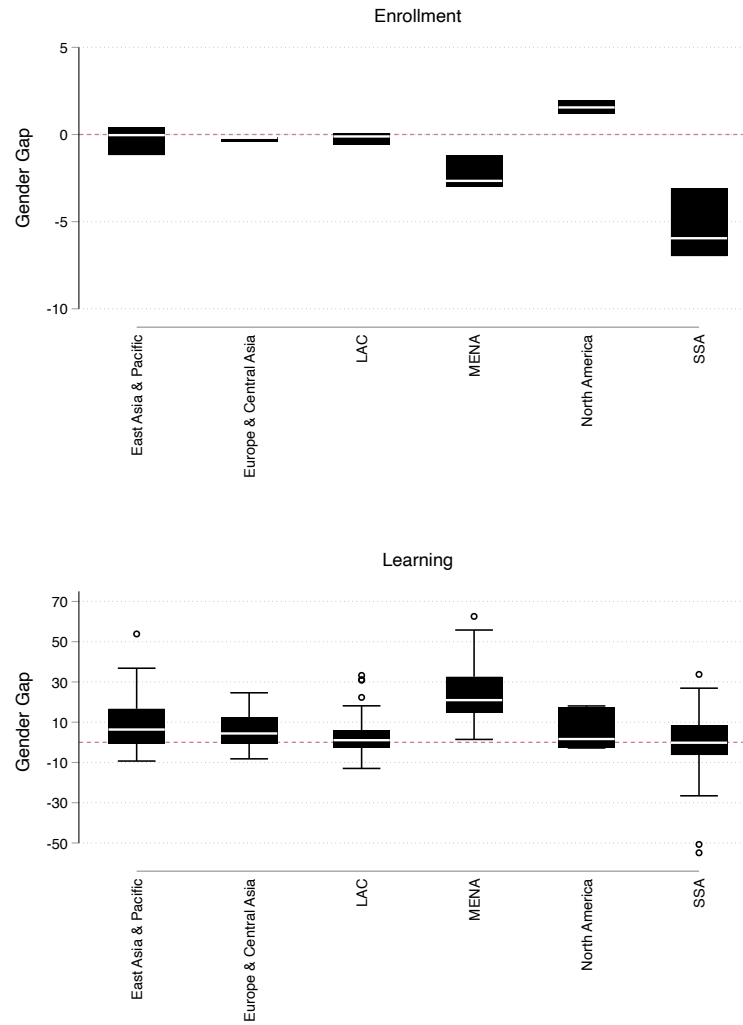 Enrollment
5
0
-5
-10
Gender Gap
East Asia & Pacific
Europe & Central Asia
LAC
MENA
North America
SSA
Learning
70
50
30
10
-10
-30
-50
Gender Gap
East Asia & Pacific
Europe & Central Asia
LAC
MENA
North America
SSA